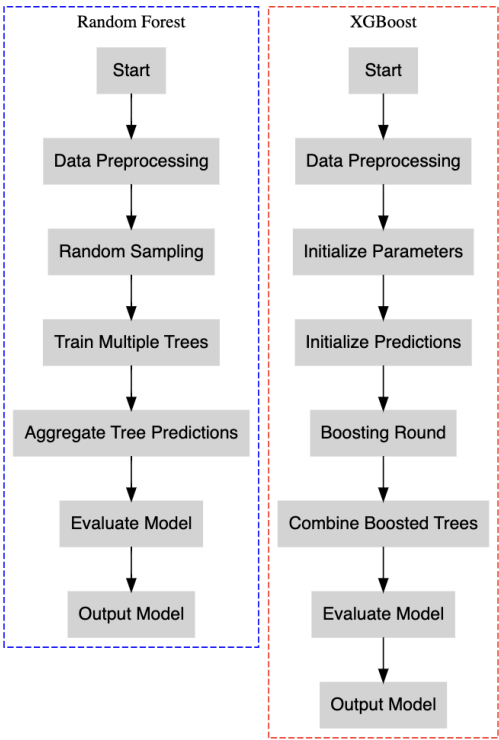 Random Forest
Start
Data Preprocessing
Random Sampling
Train Multiple Trees
Aggregate Tree Predictions
Evaluate Model
Output Model
XGBoost
Start
Data Preprocessing
Initialize Parameters
Initialize Predictions
Boosting Round
Combine Boosted Trees
Evaluate Model
Output Model